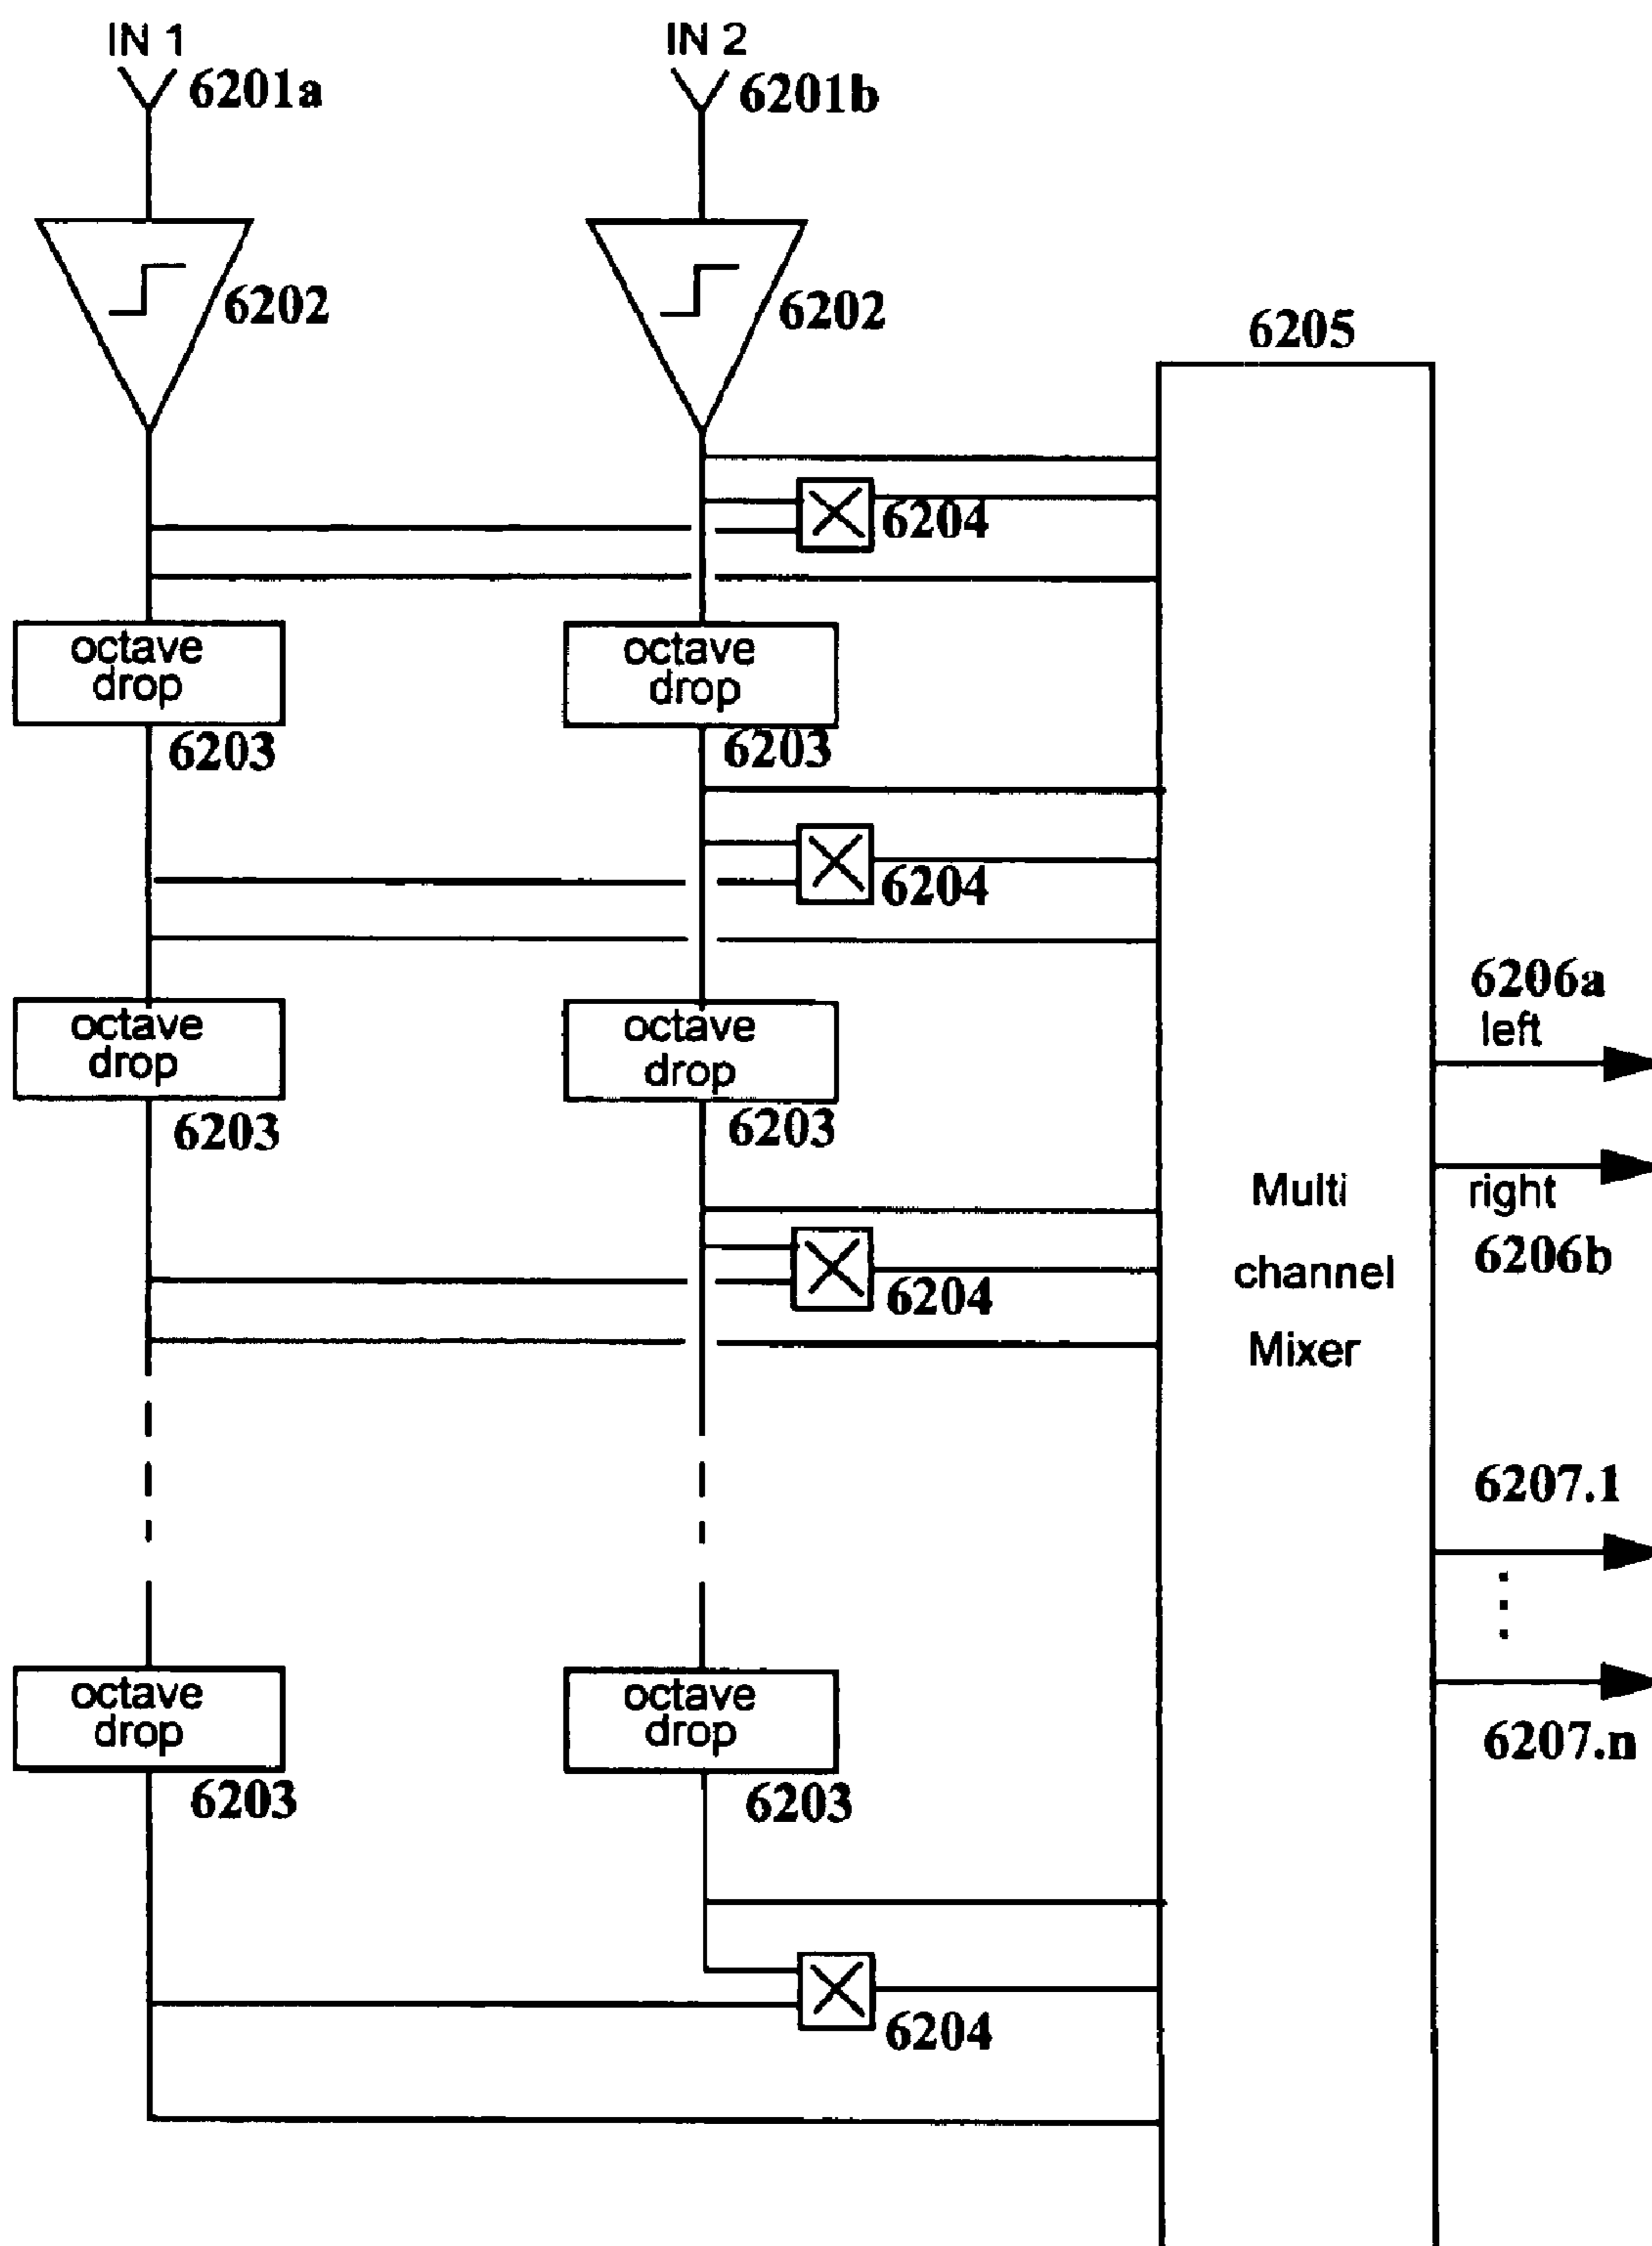 IN 1
IN 2
6201a
6201b
6202
6202
6205
6204
octave
drop
octave
drop
6203
6203
6204
6206a
left
octave
drop
octave
drop
6203
6203
right
Multi
channel
Mixer
6206b
6204
6207.1
octave
drop
octave
drop
6207.n
6203
6203
6204